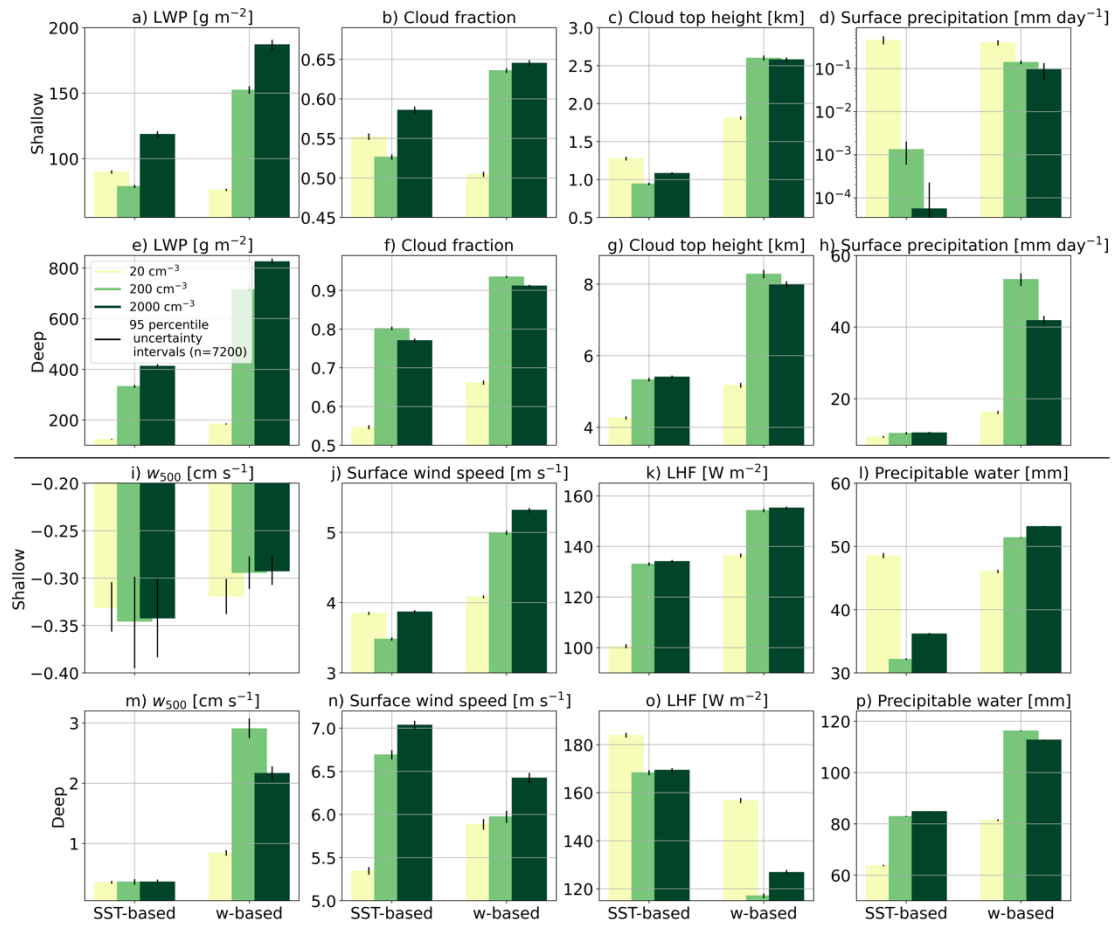 a) LWP [g m⁻²]
b) Cloud fraction
c) Cloud top height [km]
d) Surface precipitation [mm day⁻¹]
Shallow
200
150
100
0.65
0.60
0.55
0.50
0.45
3.0
2.5
2.0
1.5
1.0
0.5
10⁻¹
10⁻²
10⁻³
10⁻⁴
e) LWP [g m⁻²]
f) Cloud fraction
g) Cloud top height [km]
h) Surface precipitation [mm day⁻¹]
Deep
800
600
400
200
20 cm⁻³
200 cm⁻³
2000 cm⁻³
95 percentile
uncertainty
intervals (n=7200)
0.9
0.8
0.7
0.6
0.5
8
6
4
60
40
20
i) w₅₀₀ [cm s⁻¹]
j) Surface wind speed [m s⁻¹]
k) LHF [W m⁻²]
l) Precipitable water [mm]
Shallow
−0.20
−0.25
−0.30
−0.35
−0.40
5
4
3
160
140
120
100
60
50
40
30
m) w₅₀₀ [cm s⁻¹]
n) Surface wind speed [m s⁻¹]
o) LHF [W m⁻²]
p) Precipitable water [mm]
Deep
3
2
1
7.0
6.5
6.0
5.5
5.0
180
160
140
120
120
100
80
60
SST-based w-based
SST-based w-based
SST-based w-based
SST-based w-based